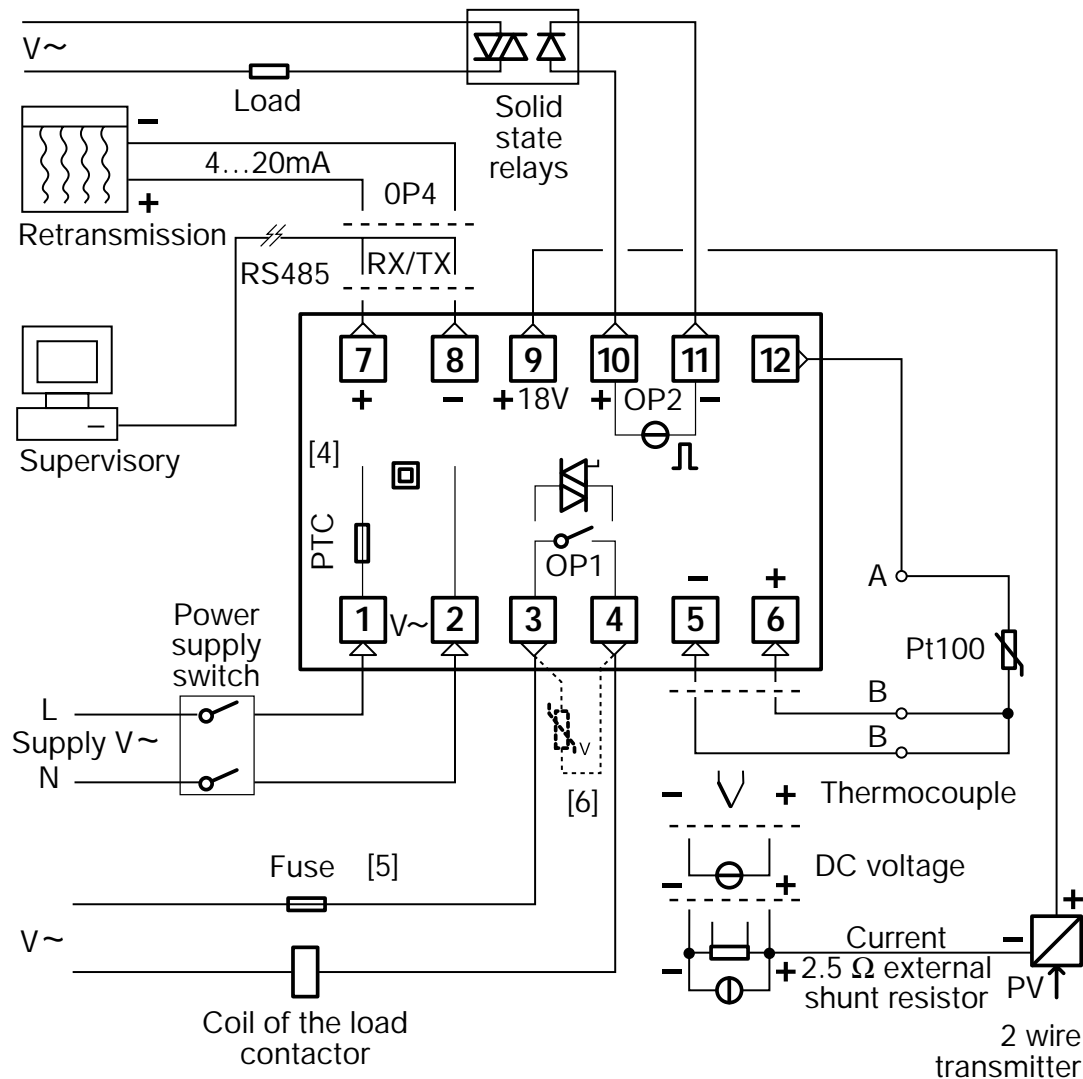 V~
Load
Solid
state
relays
–
4...20mA
+
0P4
Retransmission
RS485
RX/TX
7 8 9 10 11 12
+ – +18V + OP2 –
Supervisory
[4]
PTC
OP1
– +
1 V~ 2 3 4 5 6
A
Pt100
B
B
Power
supply
switch
L
Supply V~
N
V
[6]
– + Thermocouple
Fuse [5]
DC voltage
– +
V~
Coil of the load
contactor
– +
Current
2.5 Ω external
shunt resistor
+
–
PV
2 wire
transmitter